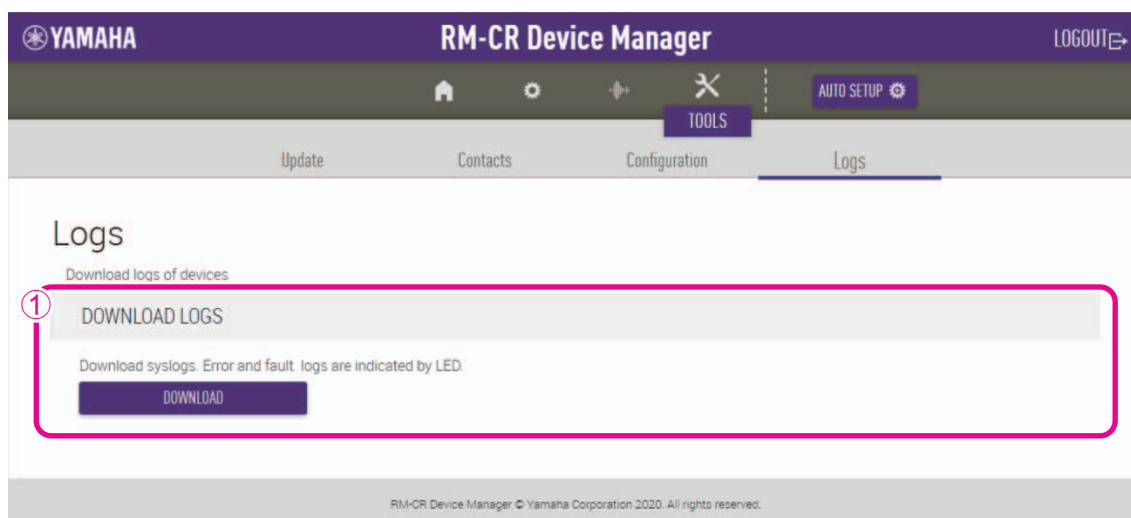 YAMAHA
RM-CR Device Manager
LOGOUT
AUTO SETUP
TOOLS
Update
Contacts
Configuration
Logs
Logs
Download logs of devices
1
DOWNLOAD LOGS
Download syslogs. Error and fault logs are indicated by LED.
DOWNLOAD
RM-CR Device Manager © Yamaha Corporation 2020. All rights reserved.